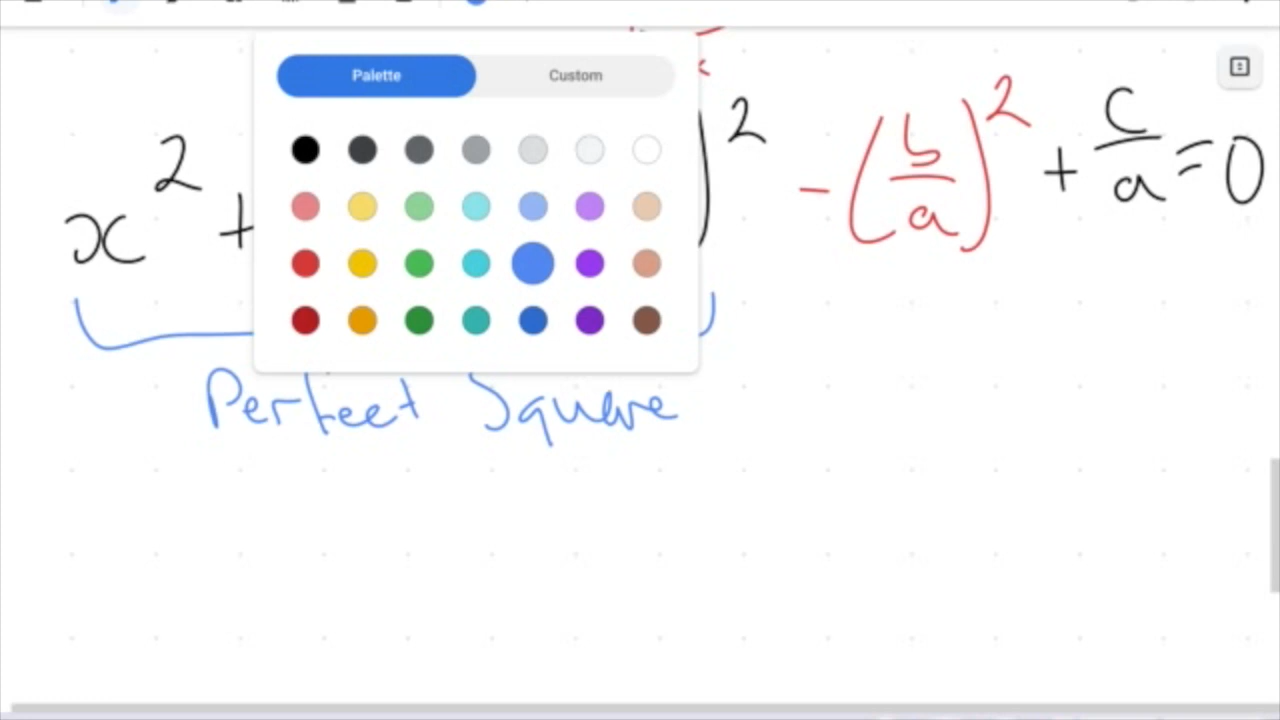 Palette Custom
x² + )² - (b/a)² + c/a = 0
Perfect Square